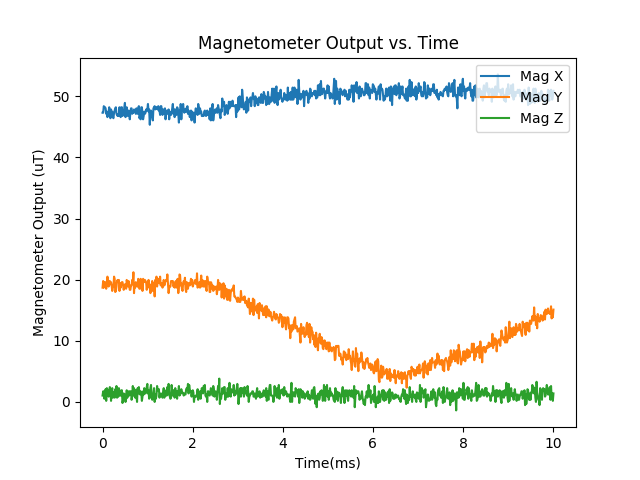 Magnetometer Output vs. Time
Mag X
Mag Y
Mag Z
50
40
30
20
10
0
Magnetometer Output (uT)
0 2 4 6 8 10
Time(ms)